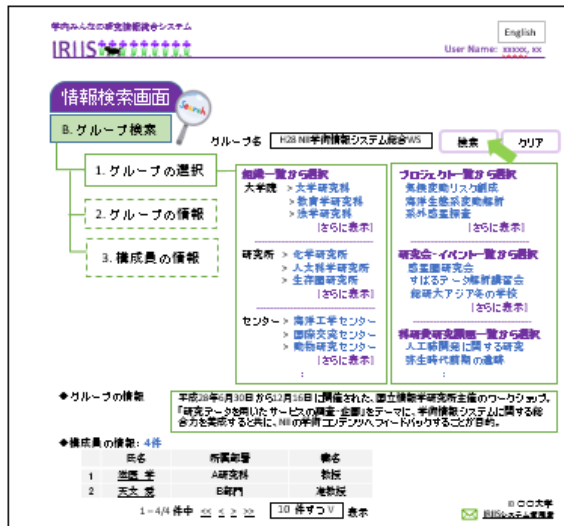 学内みんなの研究情報統合システム
IRIIS
English
User Name: xxxxx, xx
情報検索画面
Search
B. グループ検索
グループ名
H28 NII学術情報システム総合WS
検索
クリア
1. グループの選択
2. グループの情報
3. 構成員の情報
組織一覧から選択
大学院 > 文学研究科
> 教育学研究科
> 法学研究科
[さらに表示]
研究所 > 化学研究所
> 人文科学研究所
> 生存圏研究所
[さらに表示]
センター > 海洋工学センター
> 国際交流センター
> 動物研究センター
[さらに表示]
:
プロジェクト一覧から選択
気候変動リスク創成
海洋生態系変動解析
系外惑星探査
[さらに表示]
研究会・イベント一覧から選択
惑星圏研究会
すばるデータ解析講習会
総研大アジア冬の学校
[さらに表示]
科研費研究課題一覧から選択
人工鰓開発に関する研究
弥生時代前期の遺跡
:
◆グループの情報
平成28年6月30日から12月16日に開催された、国立情報学研究所主催のワークショップ。
「研究データを用いたサービスの調査・企画」をテーマに、学術情報システムに関する総
合力を養成すると共に、NIIの学術コンテンツへフィードバックすることが目的。
◆構成員の情報: 4件
氏名 所属部署 職名
1 学 A研究科 教授
2 天文 B部門 准教授
1 – 4/4 件中 << < > >> 10 件ずつ V 表示
© 〇〇大学
IRIISシステム管理者